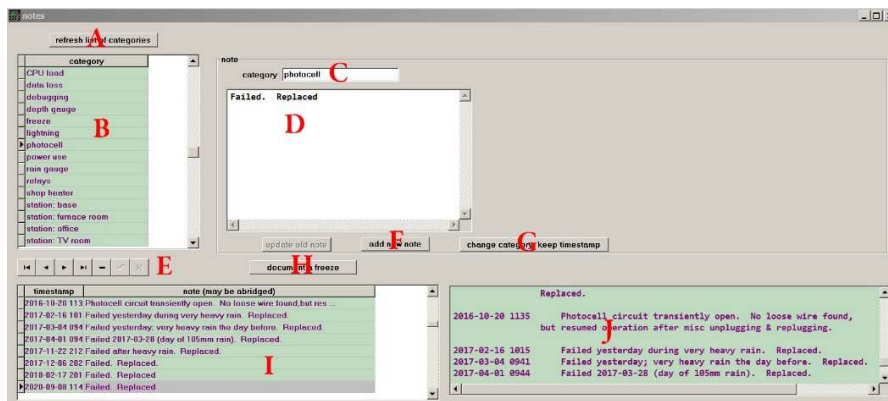 notes
A
refresh list of categories
category
CPU load
data loss
debugging
depth gauge
freeze
lightning
photocell
power use
rain gauge
relays
shop heater
station: base
station: furnace room
station: office
station: TV room
B
note
category photocell
C
Failed. Replaced
D
update old note
add new note
F
change category, keep timestamp
G
E
document a freeze
H
timestamp note (may be abridged)
2016-10-20 113 Photocell circuit transiently open. No loose wire found,but res ...
2017-02-16 101 Failed yesterday during very heavy rain. Replaced.
2017-03-04 094 Failed yesterday; very heavy rain the day before. Replaced.
2017-04-01 094 Failed 2017-03-28 (day of 105mm rain). Replaced.
2017-11-22 212 Failed after heavy rain. Replaced.
2017-12-06 202 Failed. Replaced.
2018-02-17 201 Failed. Replaced.
2020-09-08 114 Failed. Replaced
I
Replaced.
2016-10-20 1135 Photocell circuit transiently open. No loose wire found,
but resumed operation after misc unplugging & replugging.
J
2017-02-16 1015 Failed yesterday during very heavy rain. Replaced.
2017-03-04 0941 Failed yesterday; very heavy rain the day before. Replaced.
2017-04-01 0944 Failed 2017-03-28 (day of 105mm rain). Replaced.